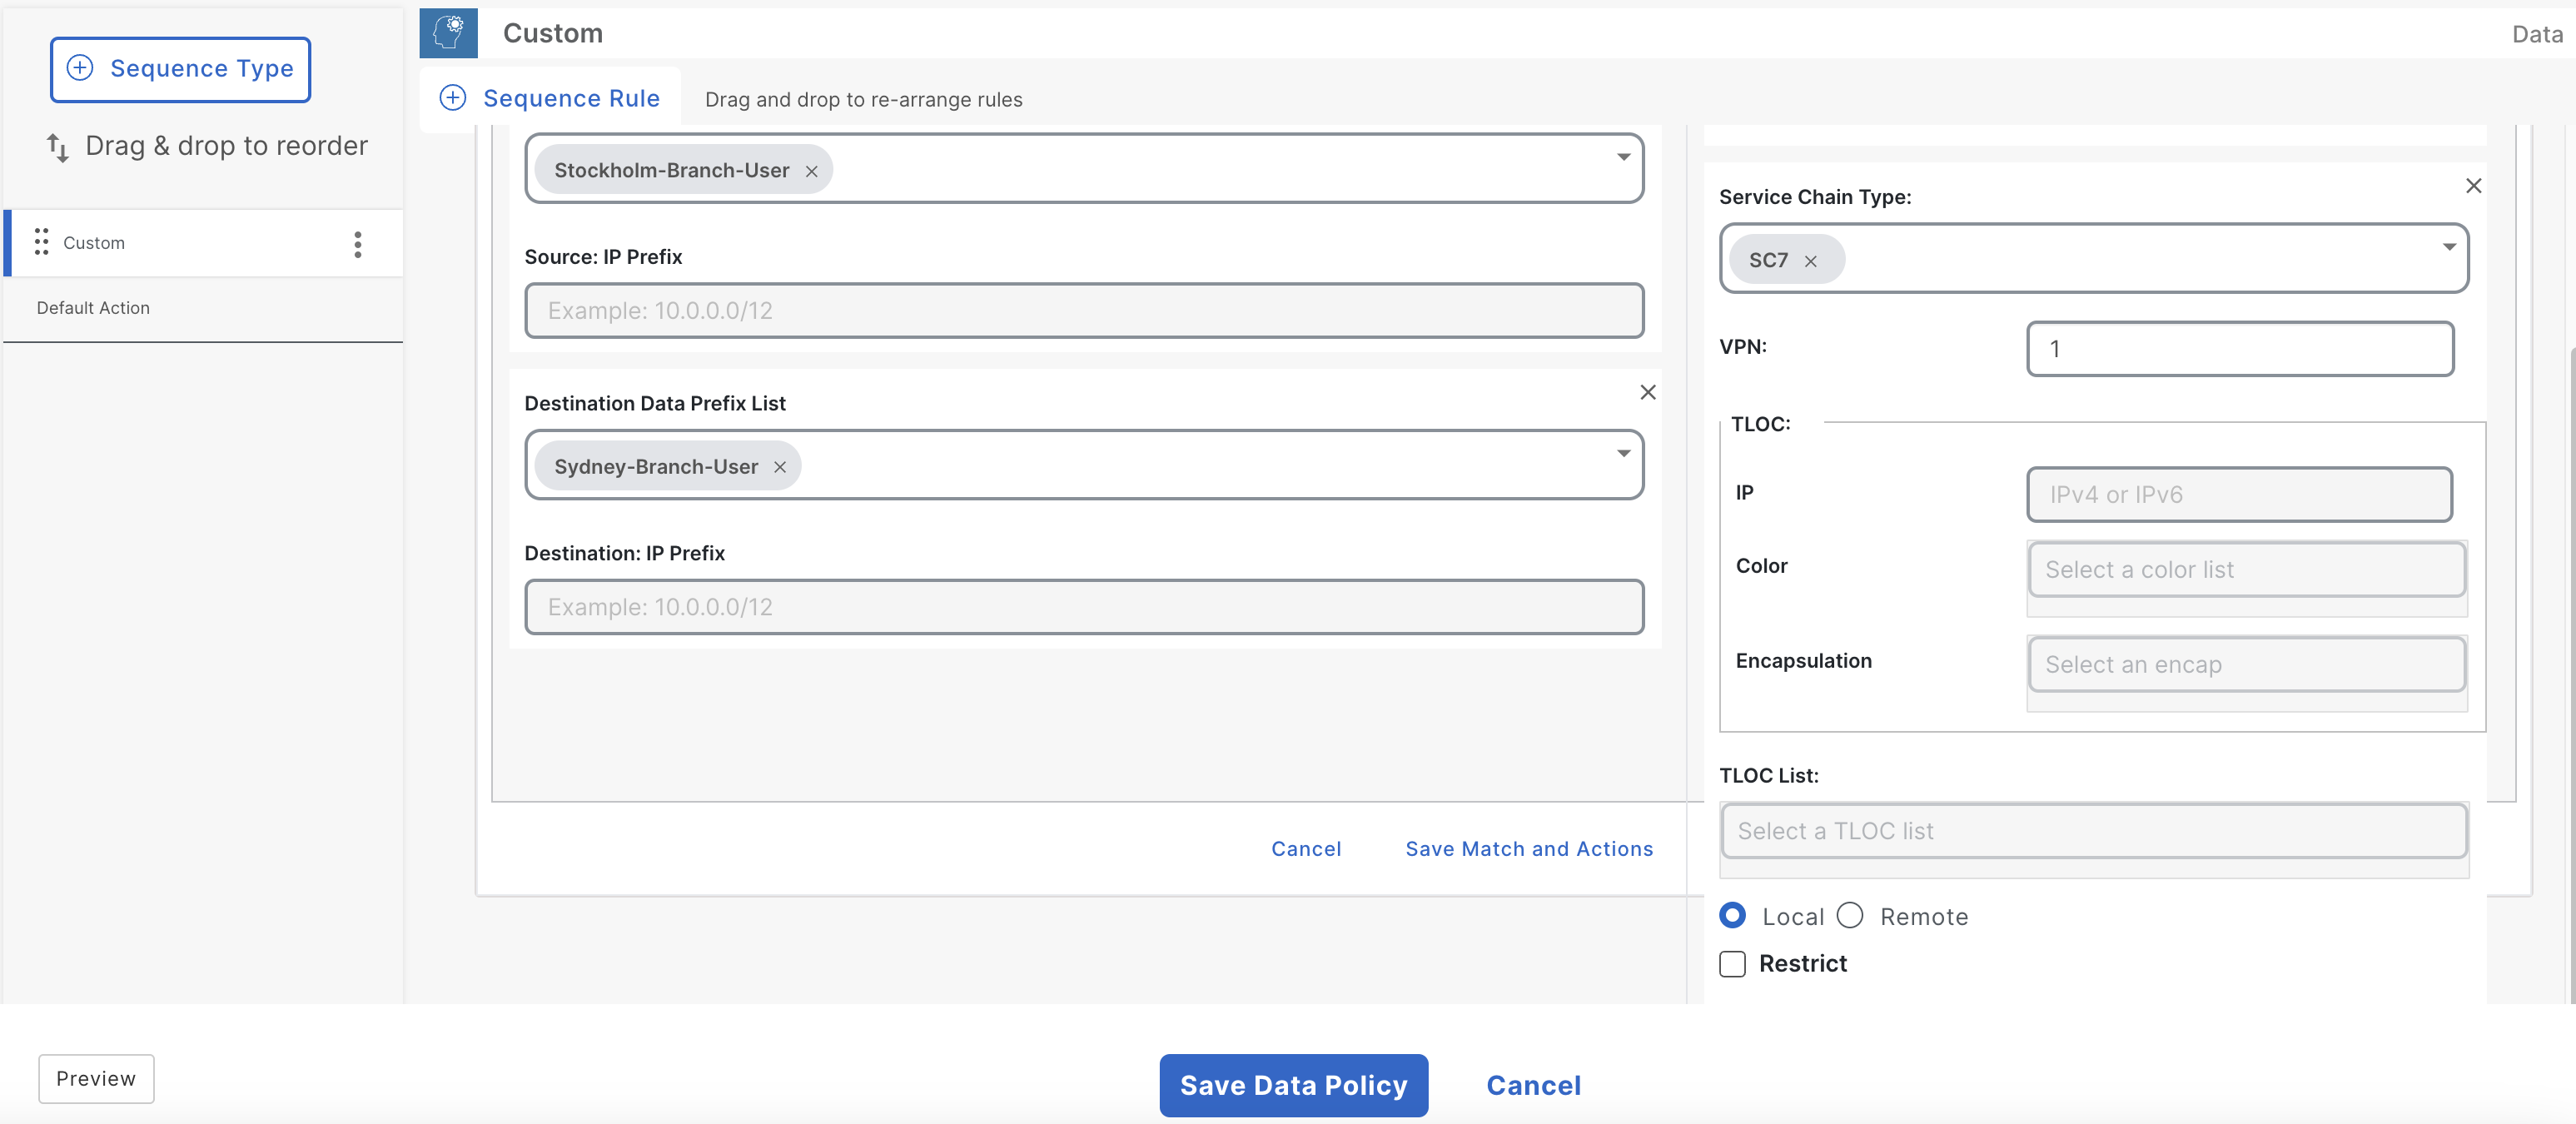 Sequence Type
Drag & drop to reorder
Custom
Default Action
Custom
Data
Sequence Rule
Drag and drop to re-arrange rules
Stockholm-Branch-User ×
Source: IP Prefix
Example: 10.0.0.0/12
Destination Data Prefix List
Sydney-Branch-User ×
Destination: IP Prefix
Example: 10.0.0.0/12
Cancel
Save Match and Actions
Service Chain Type:
SC7 ×
VPN:
1
TLOC:
IP
IPv4 or IPv6
Color
Select a color list
Encapsulation
Select an encap
TLOC List:
Select a TLOC list
Local
Remote
Restrict
Preview
Save Data Policy
Cancel